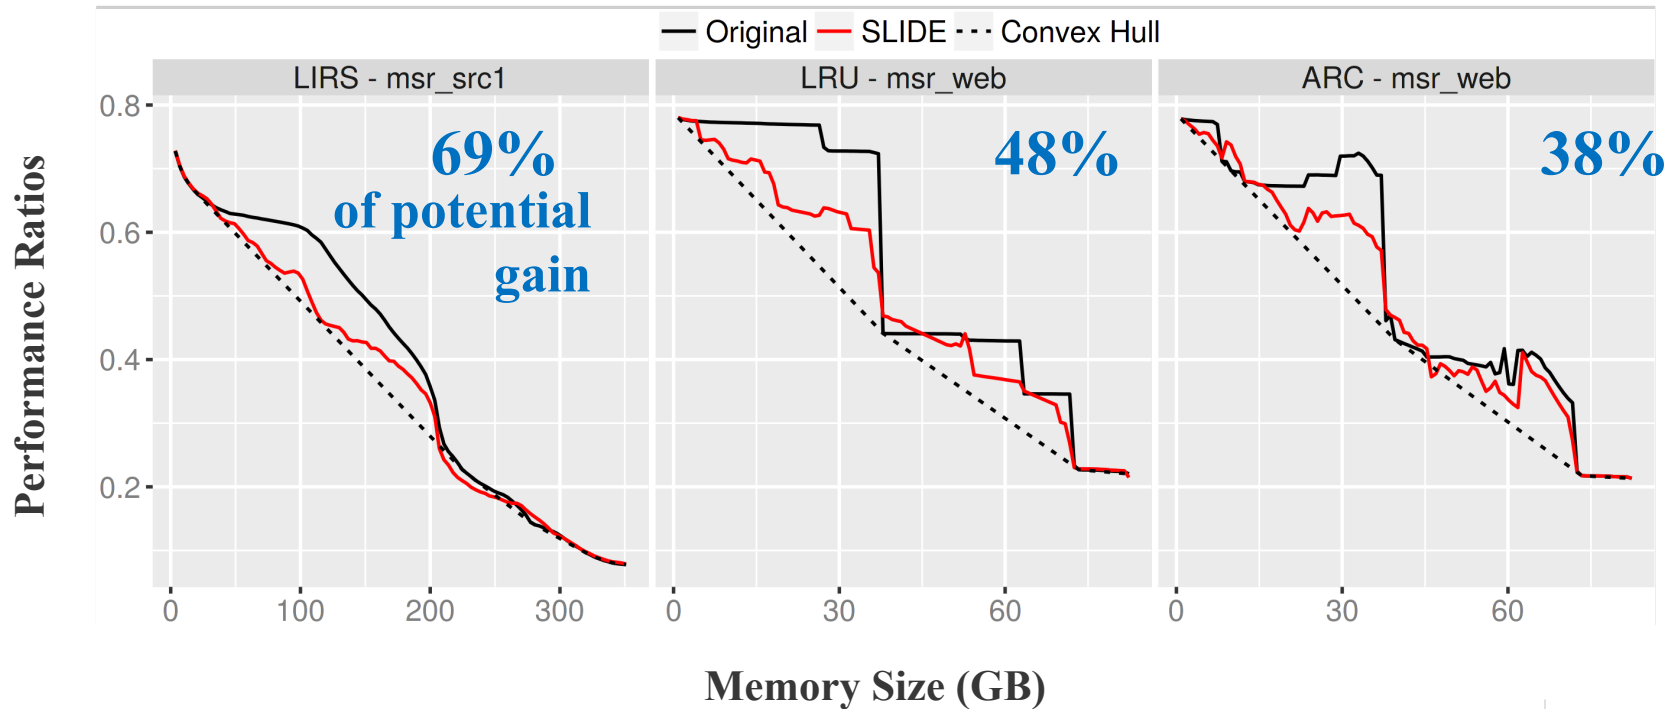 Original SLIDE Convex Hull
LIRS - msr_src1
LRU - msr_web
ARC - msr_web
69%
of potential
gain
48%
38%
Performance Ratios
0.8
0.6
0.4
0.2
0 100 200 300
0 30 60
0 30 60
Memory Size (GB)